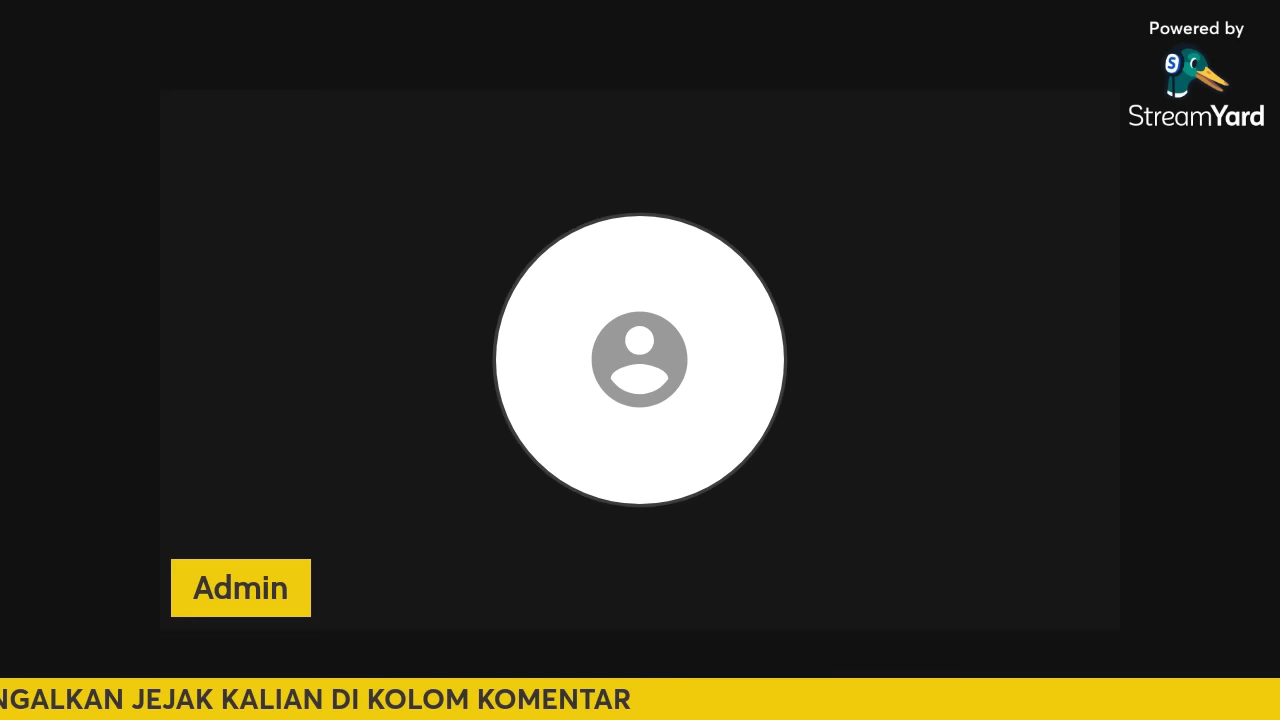 Powered by
S
StreamYard
Admin
NGALKAN JEJAK KALIAN DI KOLOM KOMENTAR